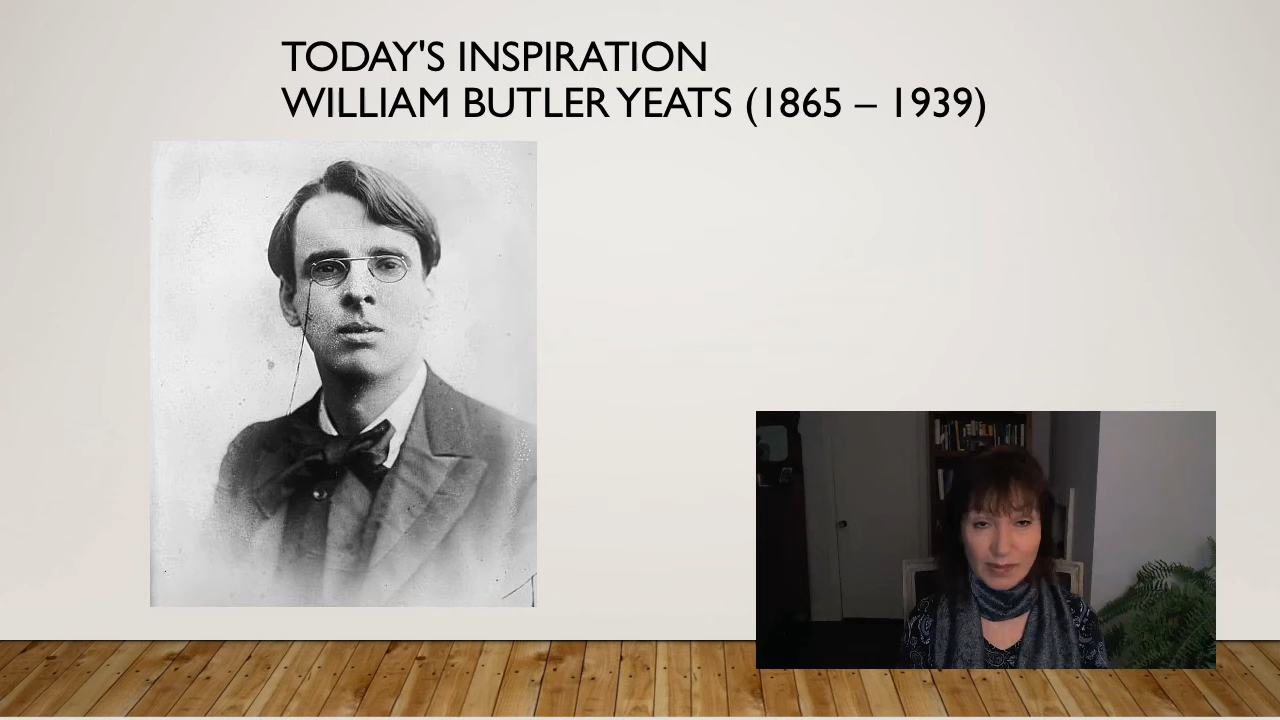 TODAY'S INSPIRATION
WILLIAM BUTLER YEATS (1865 – 1939)